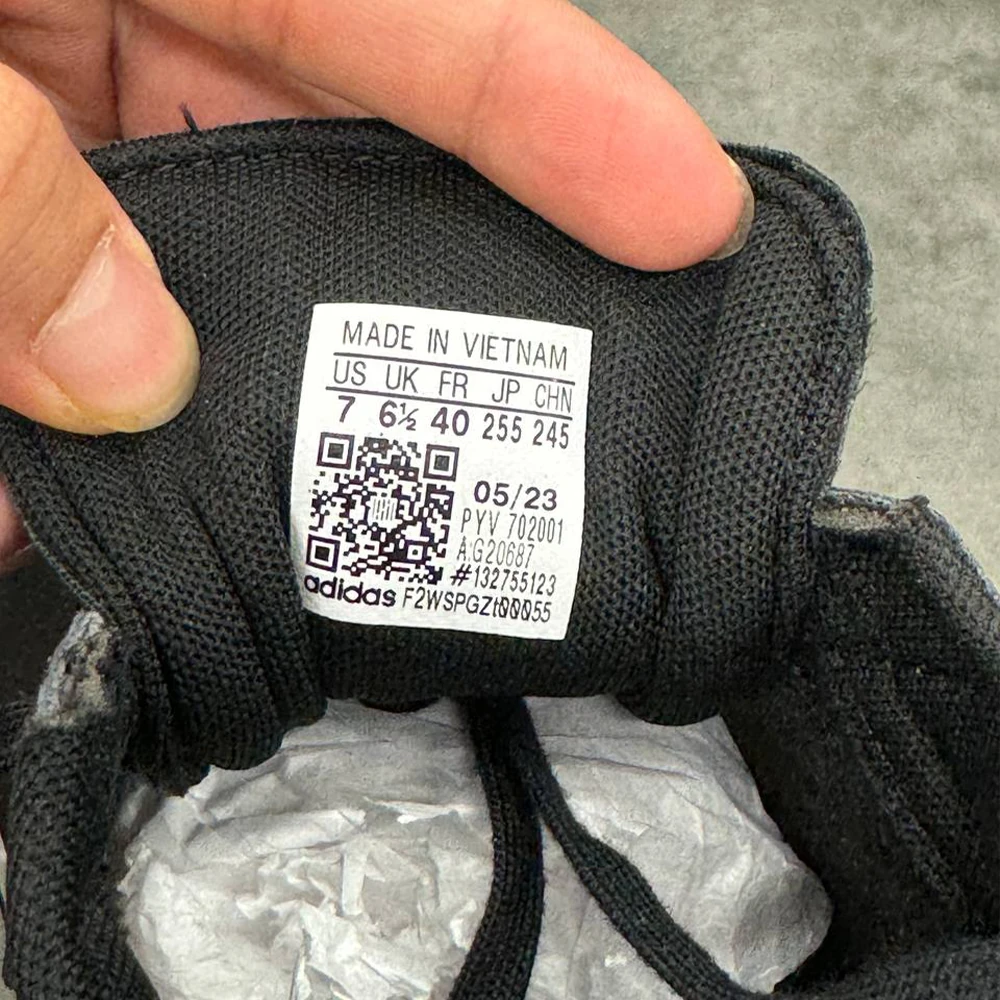 MADE IN VIETNAM
US UK FR JP CHN
7 6½ 40 255 245
05/23
PYV 702001
A:G20687
#132755123
adidas F2WSPGZt00055